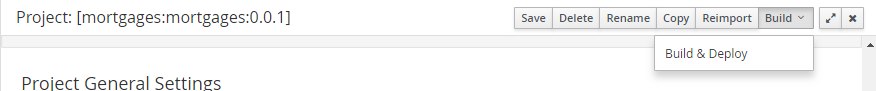 Project: [mortgages:mortgages:0.0.1] Save Delete Rename Copy Reimport Build
Build & Deploy
Project General Settings